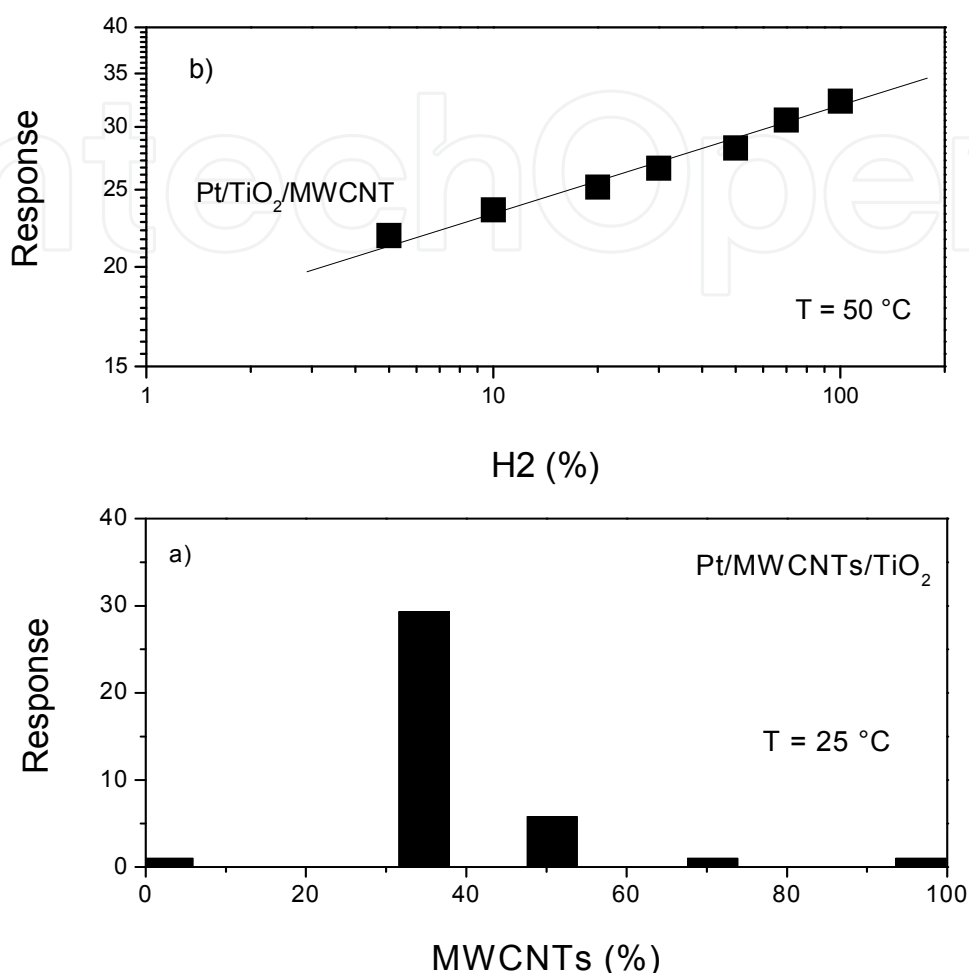 40
b)
35
30
Response
Pt/TiO₂/MWCNT
25
20
T = 50 °C
15
1
10
100
H2 (%)
40
a)
Pt/MWCNTs/TiO₂
30
Response
20
T = 25 °C
10
0
0
20
40
60
80
100
MWCNTs (%)